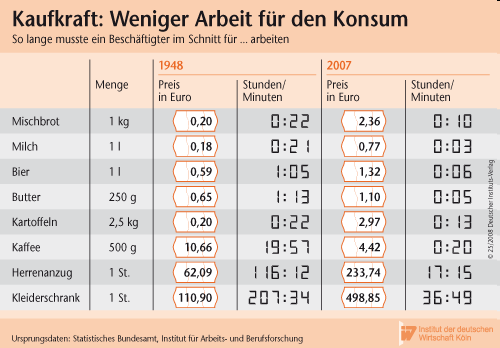 Kaufkraft: Weniger Arbeit für den Konsum
So lange musste ein Beschäftigter im Schnitt für ... arbeiten
1948 2007
Menge Preis in Euro Stunden/Minuten Preis in Euro Stunden/Minuten
Mischbrot 1 kg 0,20 0:22 2,36 0:10
Milch 1 l 0,18 0:21 0,77 0:03
Bier 1 l 0,59 1:05 1,32 0:06
Butter 250 g 0,65 1:13 1,10 0:05
Kartoffeln 2,5 kg 0,20 0:22 2,97 0:13
Kaffee 500 g 10,66 19:57 4,42 0:20
Herrenanzug 1 St. 62,09 116:12 233,74 17:15
Kleiderschrank 1 St. 110,90 207:34 498,85 36:49
© 25/2008 Deutscher Instituts-Verlag
Ursprungsdaten: Statistisches Bundesamt, Institut für Arbeits- und Berufsforschung
Institut der deutschen
Wirtschaft Köln